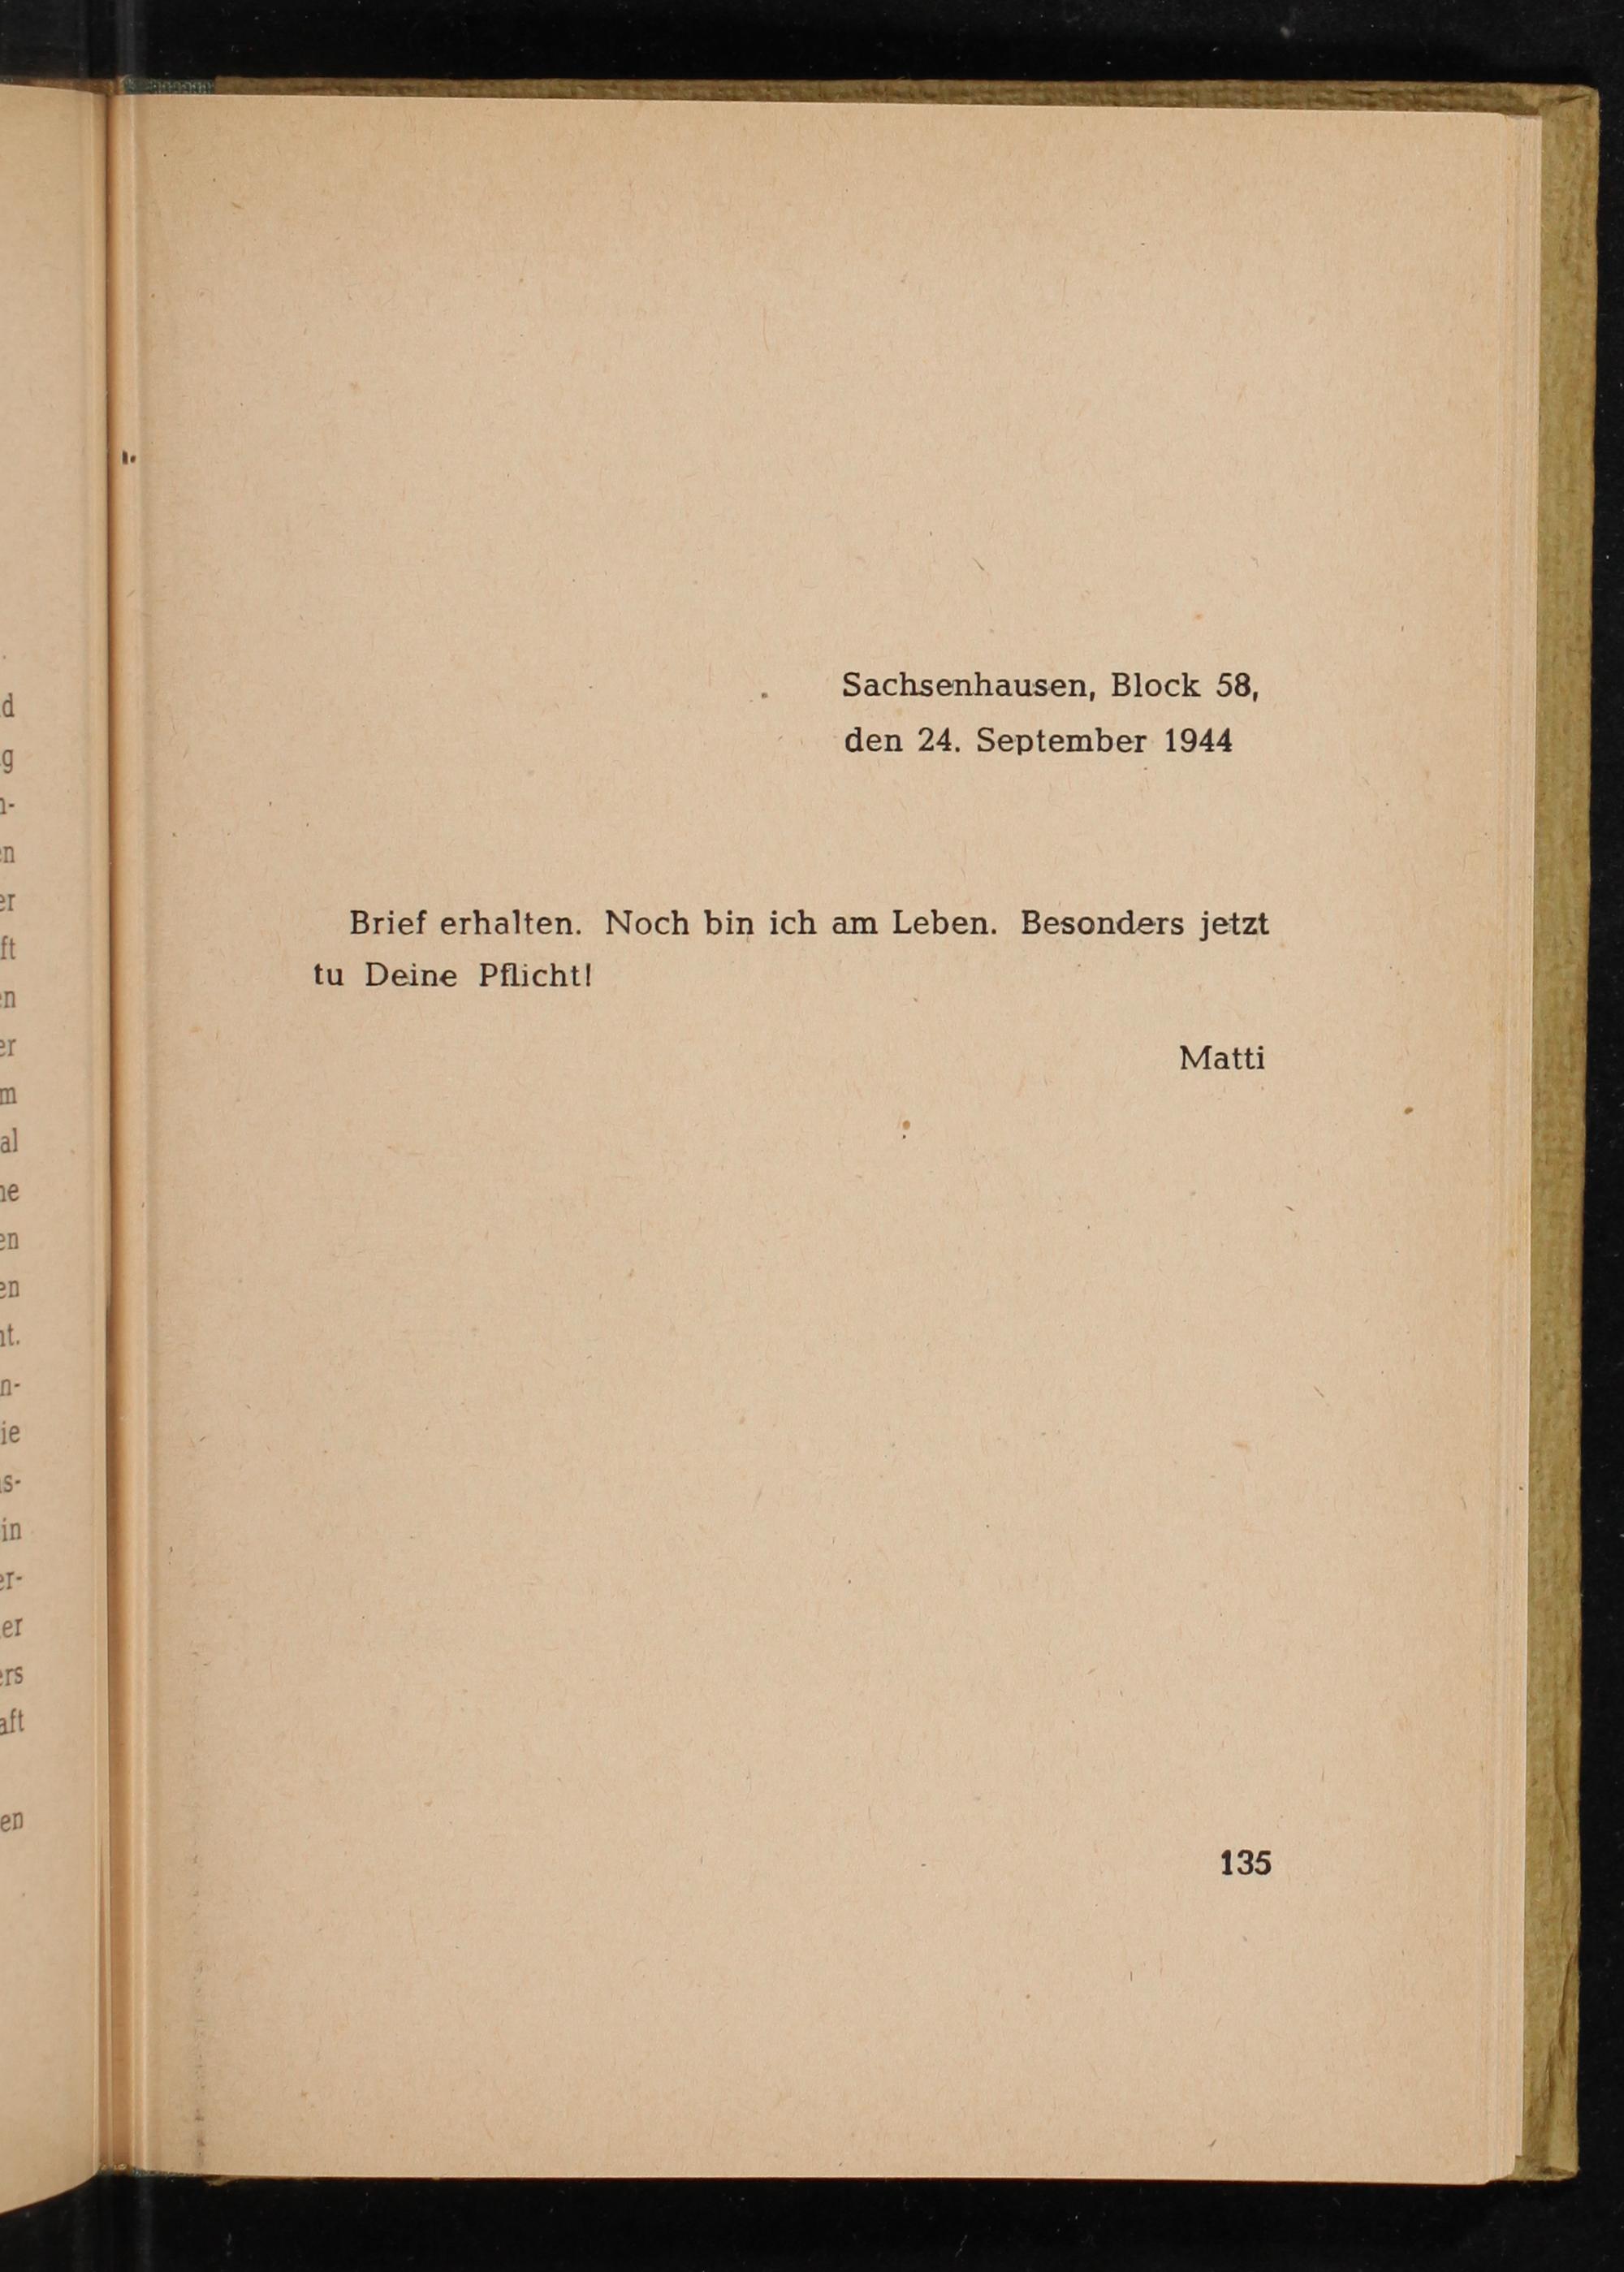 Sachsenhausen, Block 58,
den 24. September 1944
Brief erhalten. Noch bin ich am Leben. Besonders jetzt
tu Deine Pflicht!
Matti
135